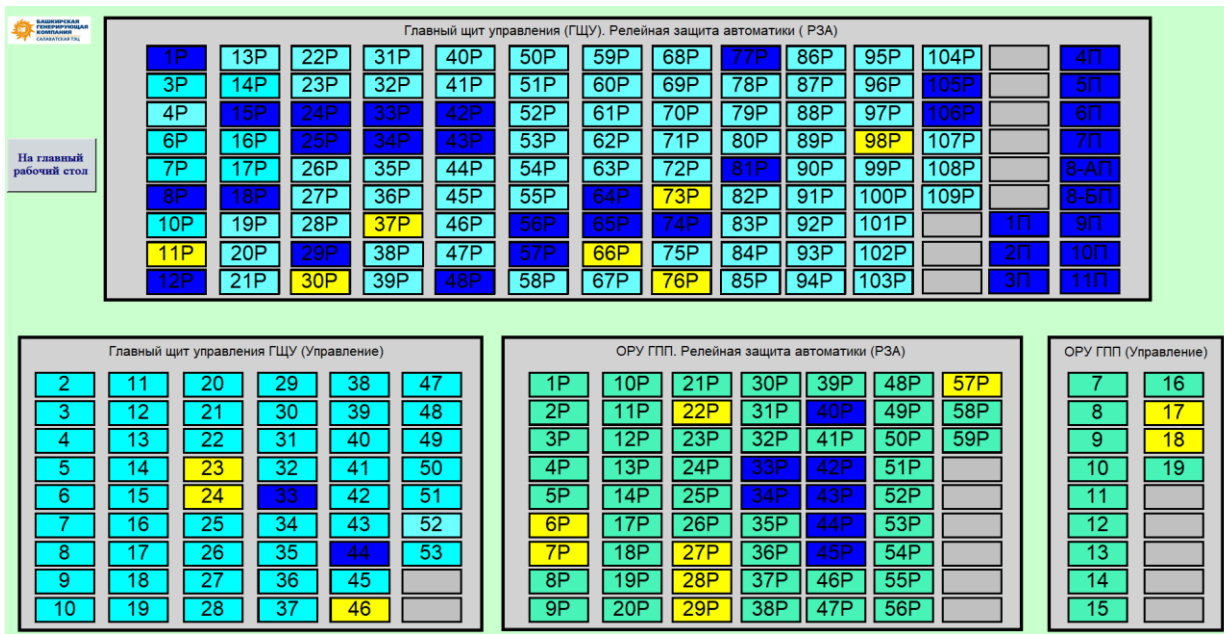 БАШКИРСКАЯ
ГЕНЕРИРУЮЩАЯ
КОМПАНИЯ
САЛАВАТСКАЯ ТЭЦ
Главный щит управления (ГЩУ). Релейная защита автоматики ( РЗА)
1Р 13Р 22Р 31Р 40Р 50Р 59Р 68Р 77Р 86Р 95Р 104Р 4П
3Р 14Р 23Р 32Р 41Р 51Р 60Р 69Р 78Р 87Р 96Р 105Р 5П
4Р 15Р 24Р 33Р 42Р 52Р 61Р 70Р 79Р 88Р 97Р 106Р 6П
6Р 16Р 25Р 34Р 43Р 53Р 62Р 71Р 80Р 89Р 98Р 107Р 7П
7Р 17Р 26Р 35Р 44Р 54Р 63Р 72Р 81Р 90Р 99Р 108Р 8-АП
8Р 18Р 27Р 36Р 45Р 55Р 64Р 73Р 82Р 91Р 100Р 109Р 8-БП
10Р 19Р 28Р 37Р 46Р 56Р 65Р 74Р 83Р 92Р 101Р 1П 9П
11Р 20Р 29Р 38Р 47Р 57Р 66Р 75Р 84Р 93Р 102Р 2П 10П
12Р 21Р 30Р 39Р 48Р 58Р 67Р 76Р 85Р 94Р 103Р 3П 11П
На главный
рабочий стол
Главный щит управления ГЩУ (Управление)
2 11 20 29 38 47
3 12 21 30 39 48
4 13 22 31 40 49
5 14 23 32 41 50
6 15 24 33 42 51
7 16 25 34 43 52
8 17 26 35 44 53
9 18 27 36 45
10 19 28 37 46
ОРУ ГПП. Релейная защита автоматики (РЗА)
1Р 10Р 21Р 30Р 39Р 48Р 57Р
2Р 11Р 22Р 31Р 40Р 49Р 58Р
3Р 12Р 23Р 32Р 41Р 50Р 59Р
4Р 13Р 24Р 33Р 42Р 51Р
5Р 14Р 25Р 34Р 43Р 52Р
6Р 17Р 26Р 35Р 44Р 53Р
7Р 18Р 27Р 36Р 45Р 54Р
8Р 19Р 28Р 37Р 46Р 55Р
9Р 20Р 29Р 38Р 47Р 56Р
ОРУ ГПП (Управление)
7 16
8 17
9 18
10 19
11
12
13
14
15